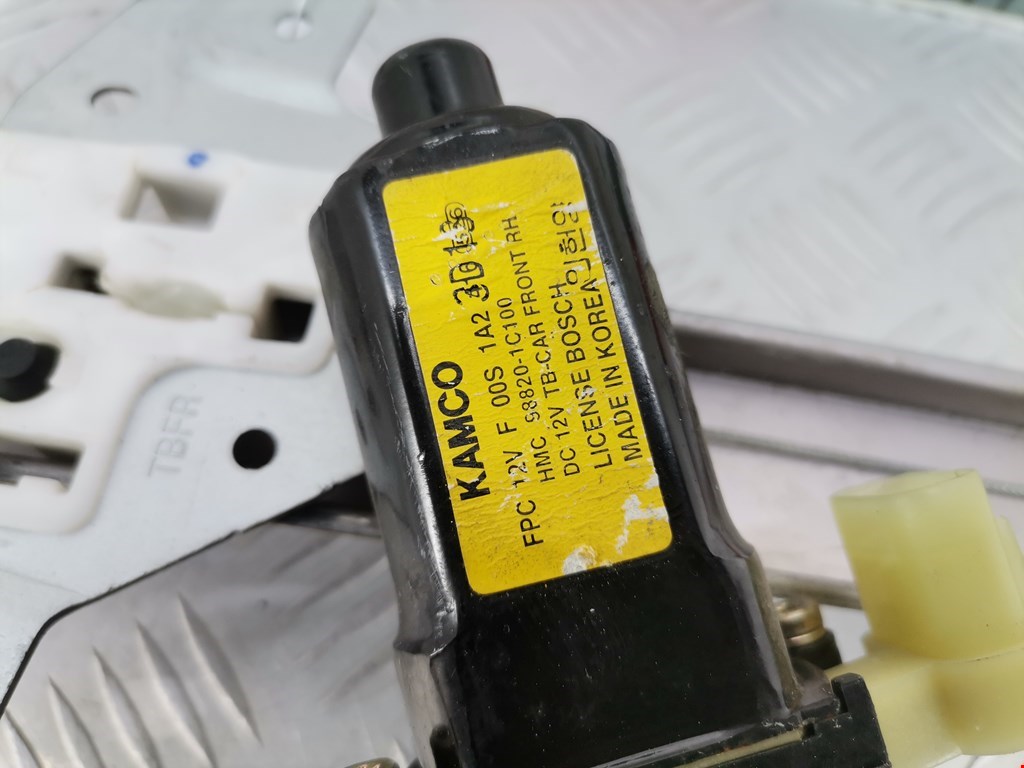 KAMCO
FPC 12V F 00S 1A2 3D
HMC 98820-1C100
DC 12V TB-CAR FRONT RH
LICENSE BOSCH
MADE IN KOREA
TBFR